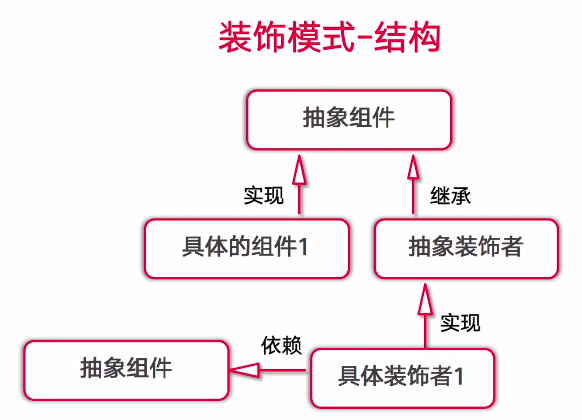 装饰模式-结构
抽象组件
实现
继承
具体的组件1
抽象装饰者
实现
依赖
抽象组件
具体装饰者1